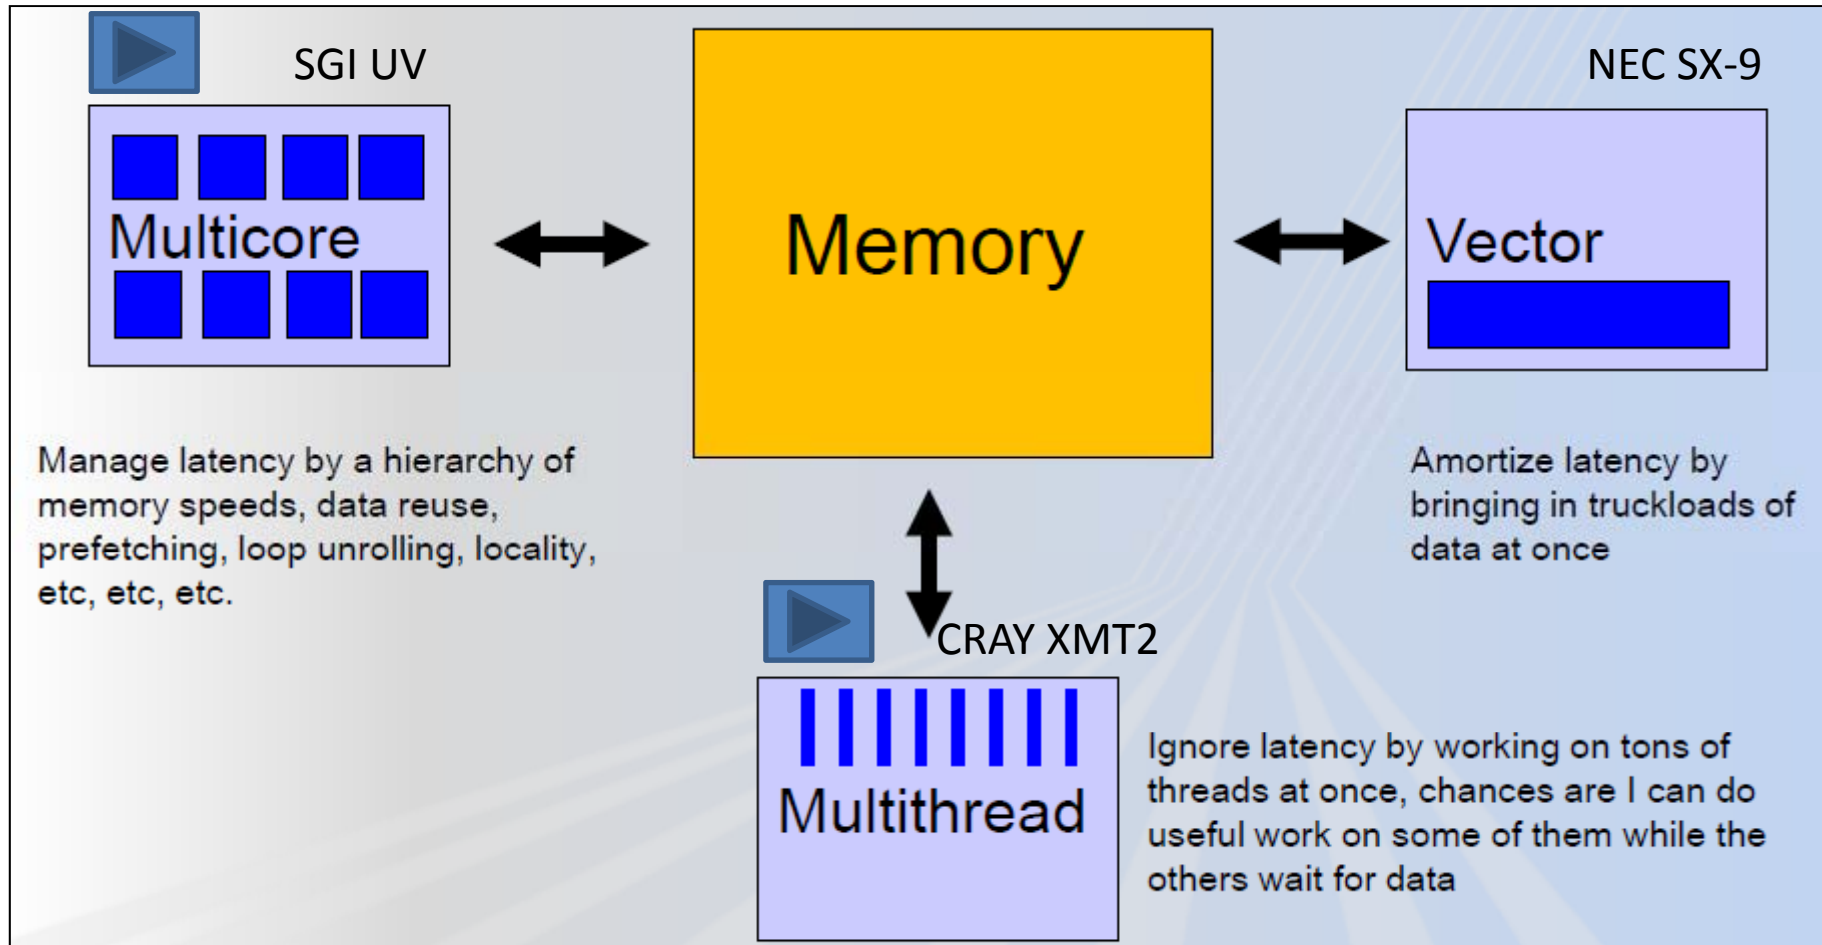 SGI UV
Multicore
Manage latency by a hierarchy of
memory speeds, data reuse,
prefetching, loop unrolling, locality,
etc, etc, etc.
Memory
NEC SX-9
Vector
Amortize latency by
bringing in truckloads of
data at once
CRAY XMT2
Multithread
Ignore latency by working on tons of
threads at once, chances are I can do
useful work on some of them while the
others wait for data